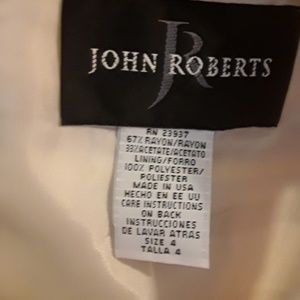 JR
JOHN ROBERTS
RN 23937
67% RAYON/RAYON
33%ACETATE/ACETATO
LINING/FORRO
100% POLYESTER/
POLIESTER
MADE IN USA
HECHO EN EE UU
CARE INSTRUCTIONS
ON BACK
INSTRUCCIONES
DE LAVAR ATRAS
SIZE 4
TALLA 4